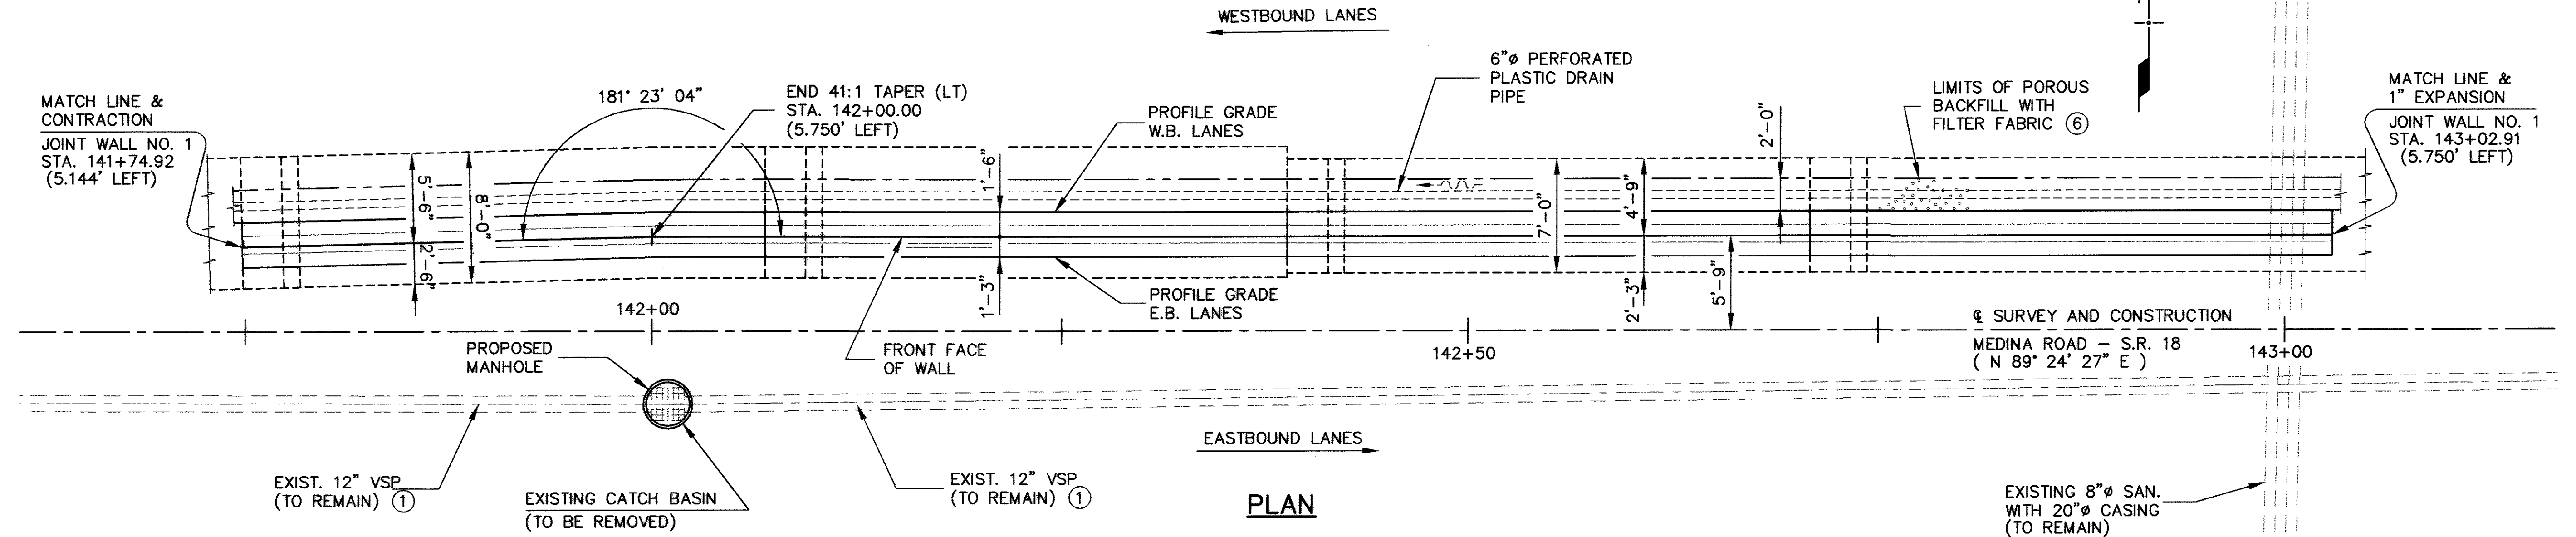 WESTBOUND LANES
MATCH LINE &
CONTRACTION
JOINT WALL NO. 1
STA. 141+74.92
(5.144' LEFT)
181° 23' 04"
END 41:1 TAPER (LT)
STA. 142+00.00
(5.750' LEFT)
PROFILE GRADE
W.B. LANES
6"ø PERFORATED
PLASTIC DRAIN
PIPE
LIMITS OF POROUS
BACKFILL WITH
FILTER FABRIC 6
MATCH LINE &
1" EXPANSION
JOINT WALL NO. 1
STA. 143+02.91
(5.750' LEFT)
5'-6"
2'-6"
8'-0"
1'-6"
1'-3"
7'-0"
4'-9"
2'-3"
5'-9"
2'-0"
PROFILE GRADE
E.B. LANES
FRONT FACE
OF WALL
142+00
142+50
143+00
℄ SURVEY AND CONSTRUCTION
MEDINA ROAD – S.R. 18
( N 89° 24' 27" E )
PROPOSED
MANHOLE
EXIST. 12" VSP
(TO REMAIN) 1
EXISTING CATCH BASIN
(TO BE REMOVED)
EXIST. 12" VSP
(TO REMAIN) 1
EASTBOUND LANES
PLAN
EXISTING 8"ø SAN.
WITH 20"ø CASING
(TO REMAIN)